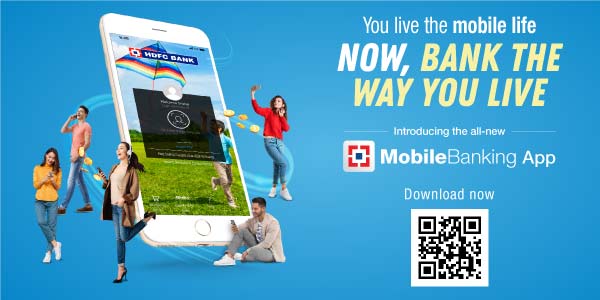 You live the mobile life
NOW, BANK THE
WAY YOU LIVE
Introducing the all-new
MobileBanking App
Download now
HDFC BANK